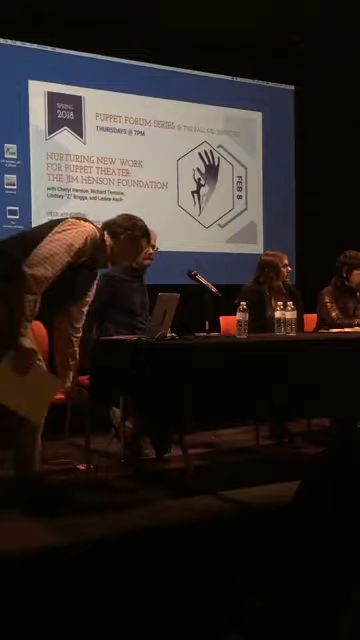 SPRING
2018
PUPPET FORUM SERIES @ THE BALLARD INSTITUTE
THURSDAYS @ 7PM
NURTURING NEW WORK
FOR PUPPET THEATER:
THE JIM HENSON FOUNDATION
with Cheryl Henson, Richard Termine,
Lindsey "Z" Briggs, and Leslee Asch
FEB 8